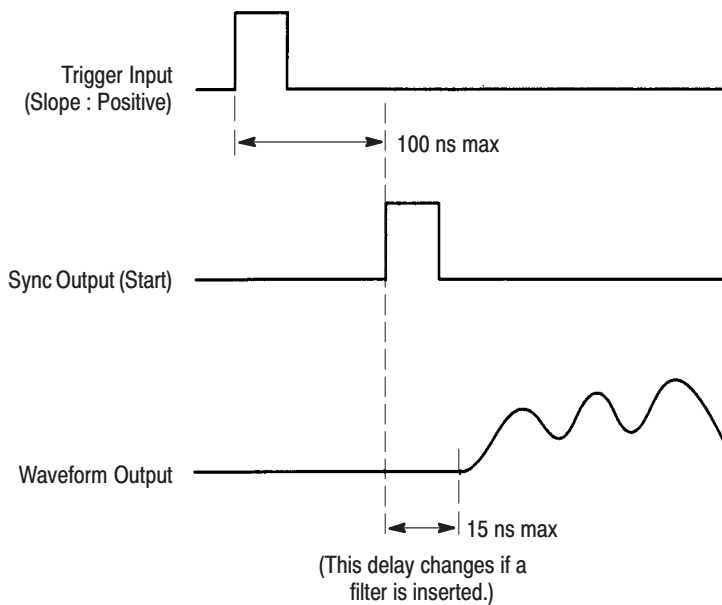 Trigger Input
(Slope : Positive)
100 ns max
Sync Output (Start)
Waveform Output
15 ns max
(This delay changes if a
filter is inserted.)